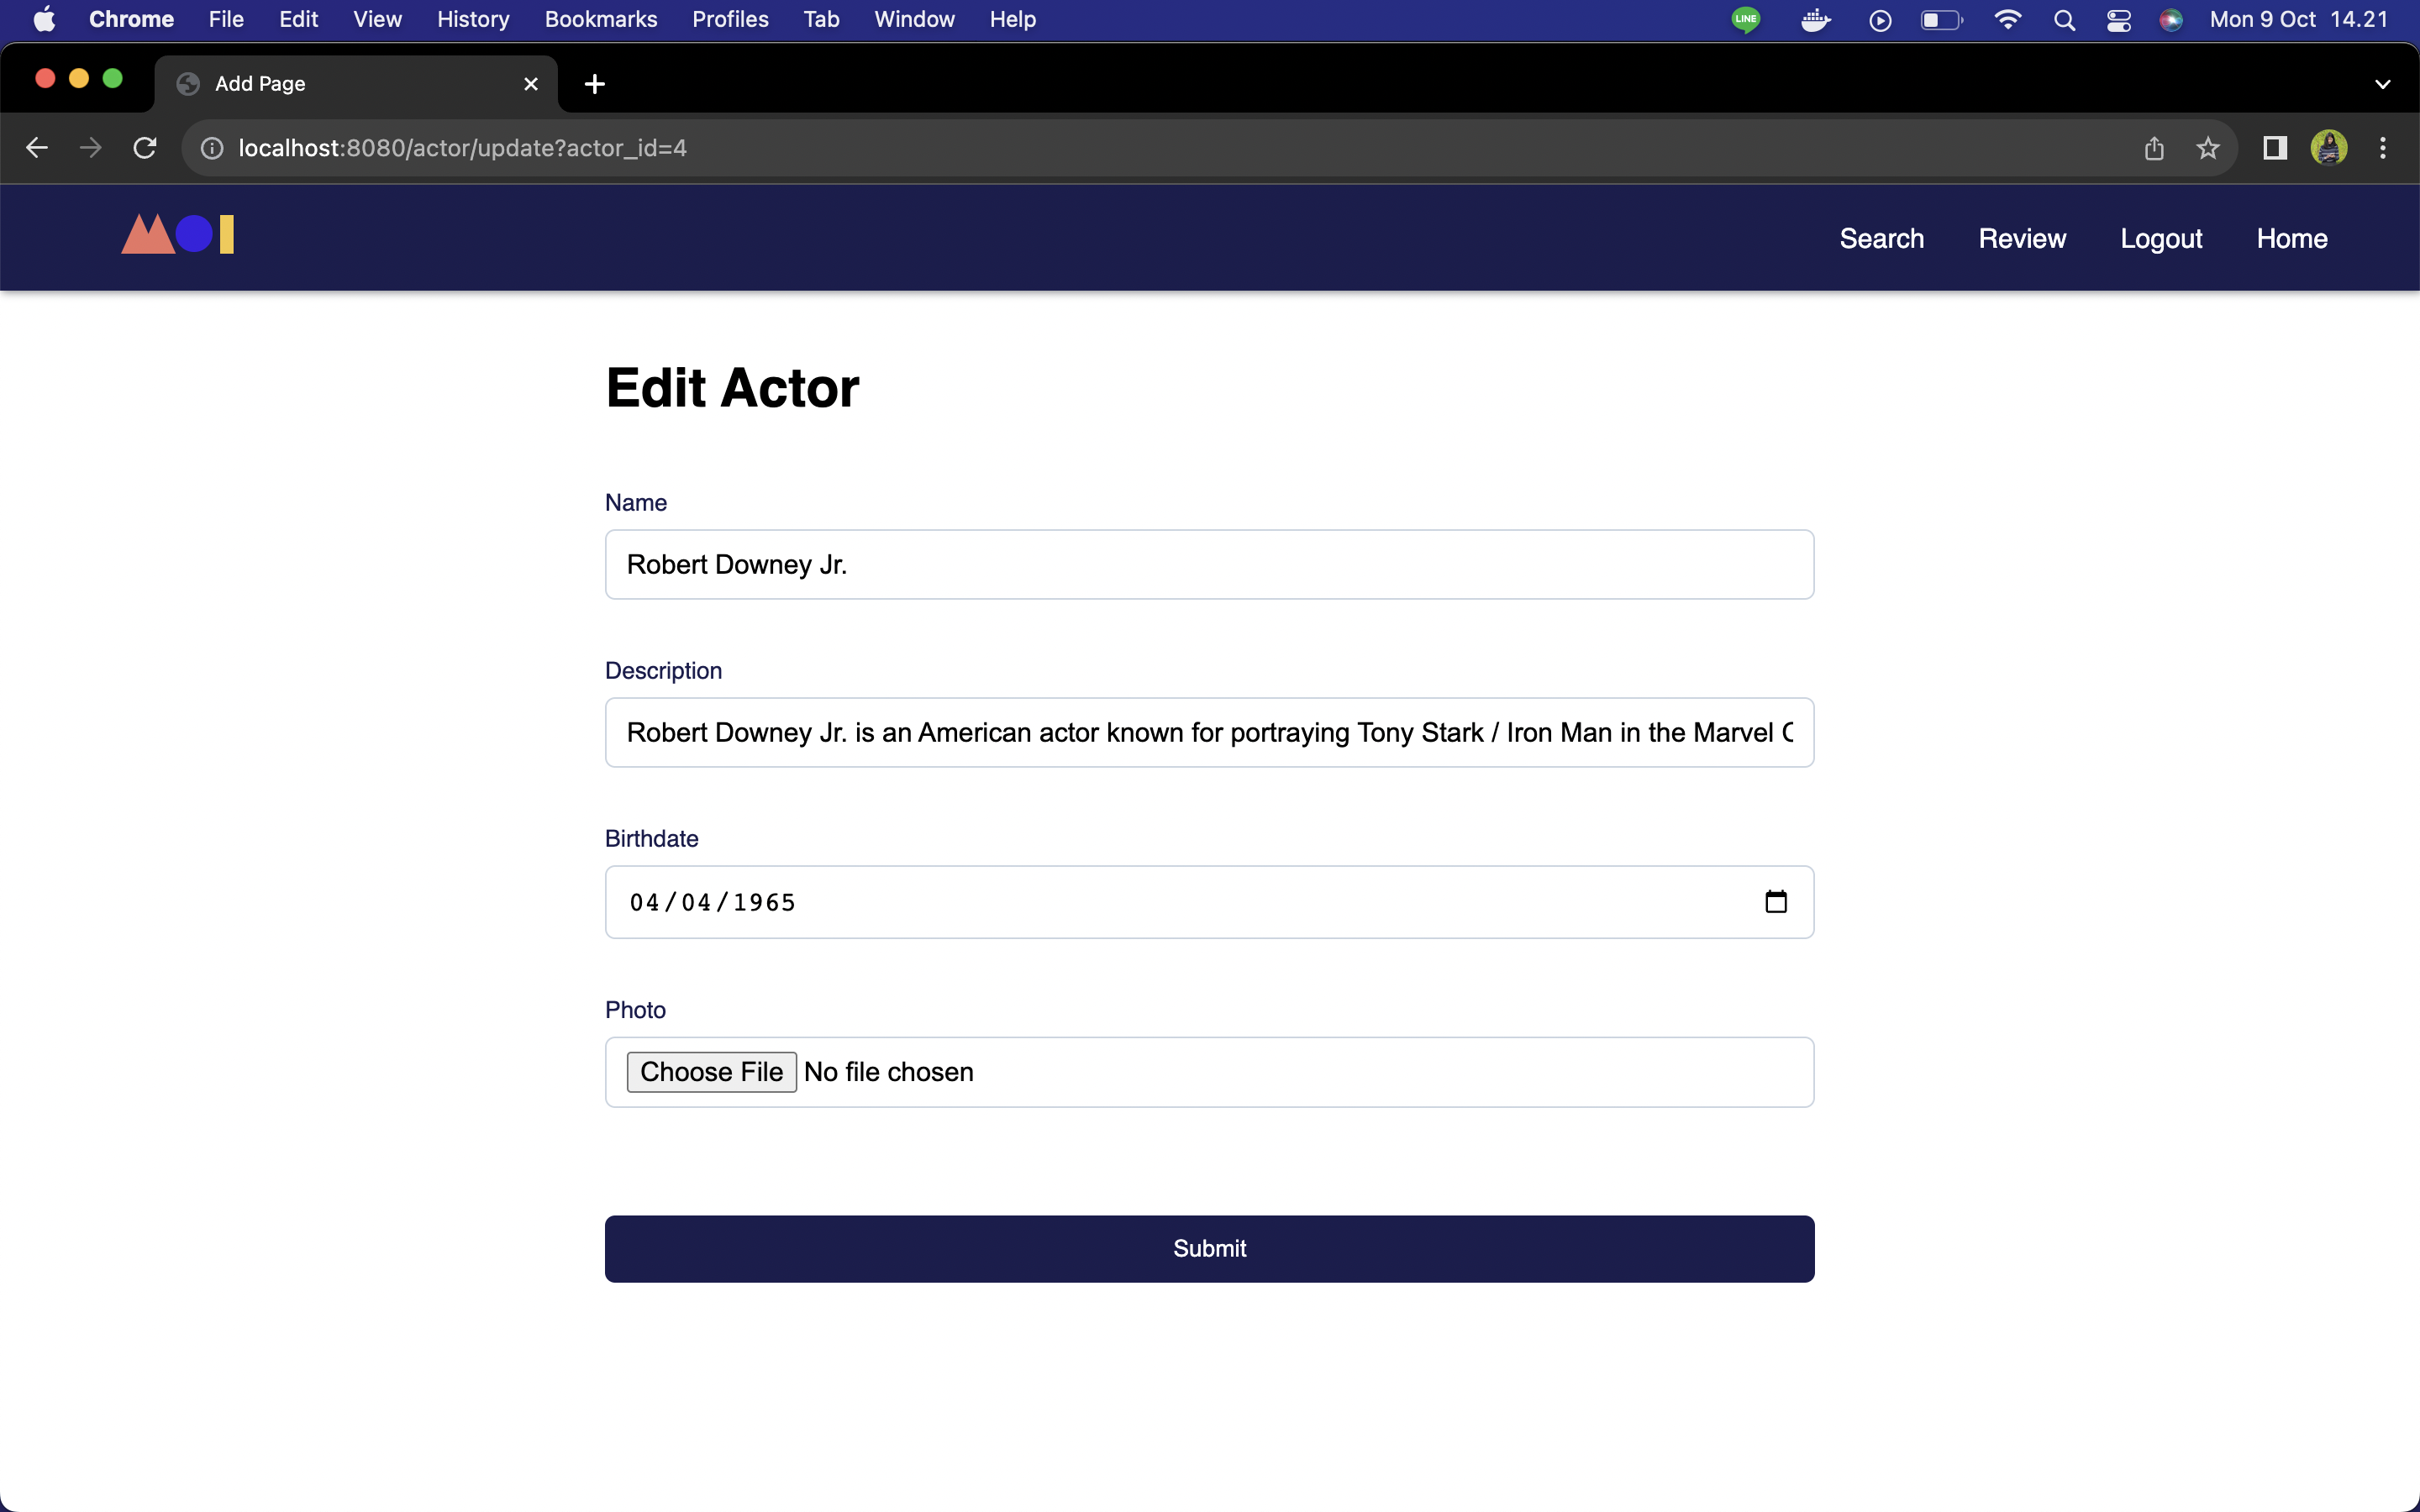 Chrome File Edit View History Bookmarks Profiles Tab Window Help LINE Mon 9 Oct 14.21
Add Page
localhost:8080/actor/update?actor_id=4
MOI Search Review Logout Home
Edit Actor
Name
Robert Downey Jr.
Description
Robert Downey Jr. is an American actor known for portraying Tony Stark / Iron Man in the Marvel
Birthdate
04/04/1965
Photo
Choose File No file chosen
Submit